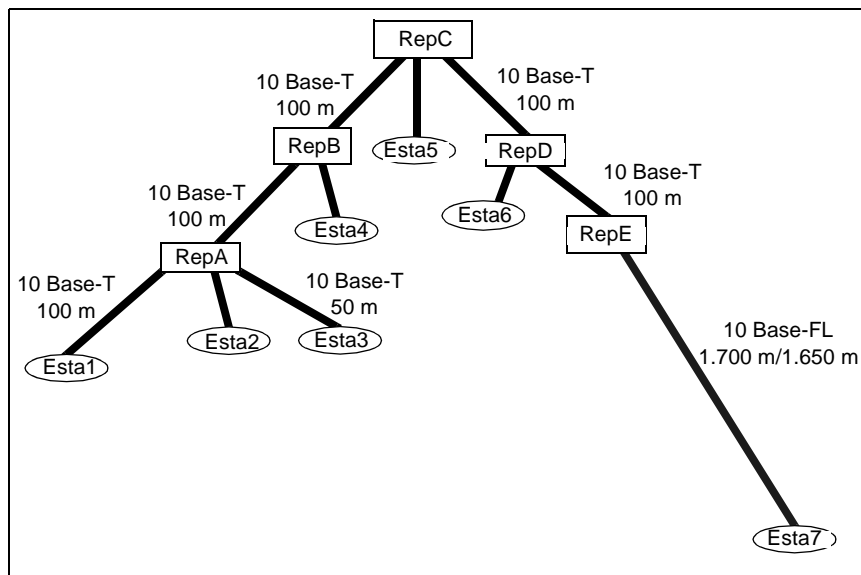 RepC
10 Base-T
100 m
10 Base-T
100 m
RepB
Esta5
RepD
10 Base-T
100 m
10 Base-T
100 m
Esta4
Esta6
RepE
RepA
10 Base-T
100 m
10 Base-T
50 m
Esta1
Esta2
Esta3
10 Base-FL
1.700 m/1.650 m
Esta7